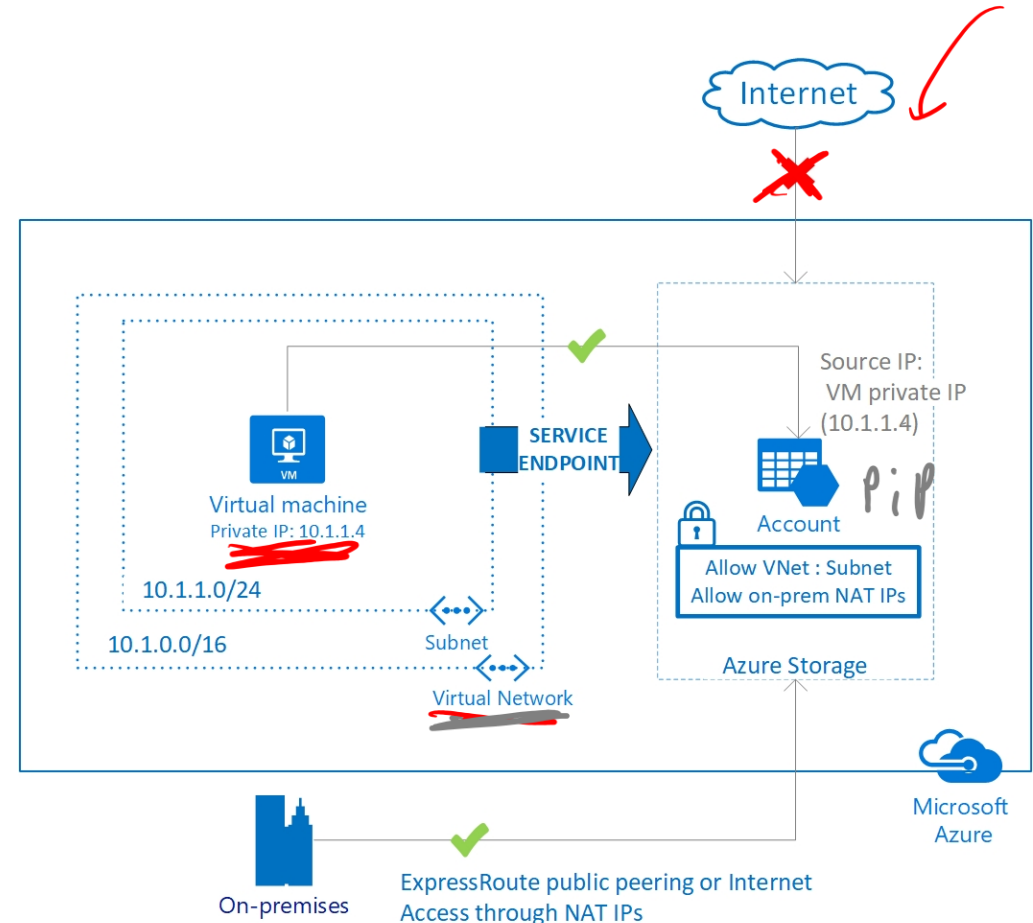 Internet
Source IP:
VM private IP
(10.1.1.4)
SERVICE
ENDPOINT
VM
Virtual machine
Private IP: 10.1.1.4
PiP
Account
Allow VNet : Subnet
Allow on-prem NAT IPs
10.1.1.0/24
Subnet
10.1.0.0/16
Azure Storage
Virtual Network
Microsoft
Azure
On-premises
ExpressRoute public peering or Internet
Access through NAT IPs